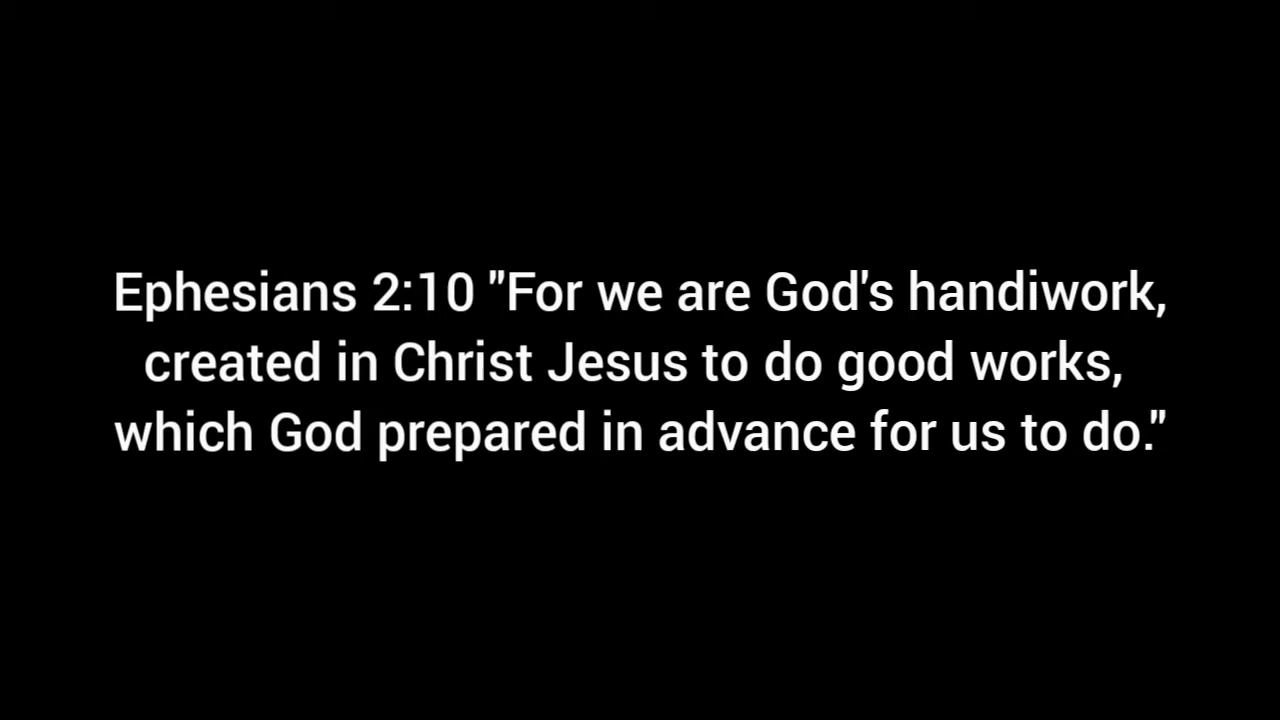 Ephesians 2:10 "For we are God's handiwork,
created in Christ Jesus to do good works,
which God prepared in advance for us to do."